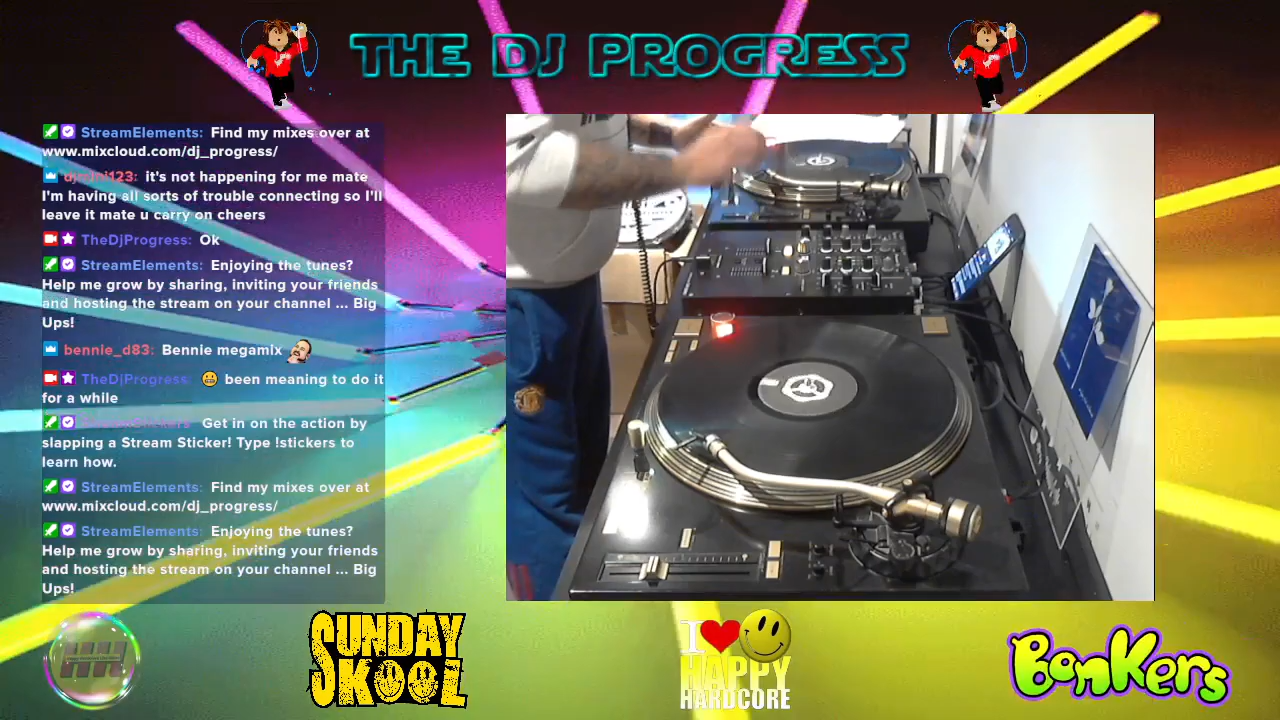 THE DJ PROGRESS
StreamElements: Find my mixes over at
www.mixcloud.com/dj_progress/
it's not happening for me mate
I'm having all sorts of trouble connecting so I'll
leave it mate u carry on cheers
TheDjProgress: Ok
StreamElements: Enjoying the tunes?
Help me grow by sharing, inviting your friends
and hosting the stream on your channel ... Big
Ups!
bennie_d83: Bennie megamix
TheDjProgress: been meaning to do it
for a while
Get in on the action by
slapping a Stream Sticker! Type !stickers to
learn how.
StreamElements: Find my mixes over at
www.mixcloud.com/dj_progress/
StreamElements: Enjoying the tunes?
Help me grow by sharing, inviting your friends
and hosting the stream on your channel ... Big
Ups!
SUNDAY
SKOOL
I
HAPPY
HARDCORE
BonKers